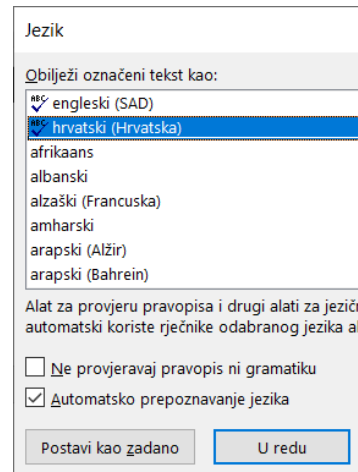 Jezik
Obilježi označeni tekst kao:
ABC engleski (SAD)
ABC hrvatski (Hrvatska)
afrikaans
albanski
alzaški (Francuska)
amharski
arapski (Alžir)
arapski (Bahrein)
Alat za provjeru pravopisa i drugi alati za
automatski koriste rječnike odabranog jezika
Ne provjeravaj pravopis ni gramatiku
Automatsko prepoznavanje jezika
Postavi kao zadano
U redu